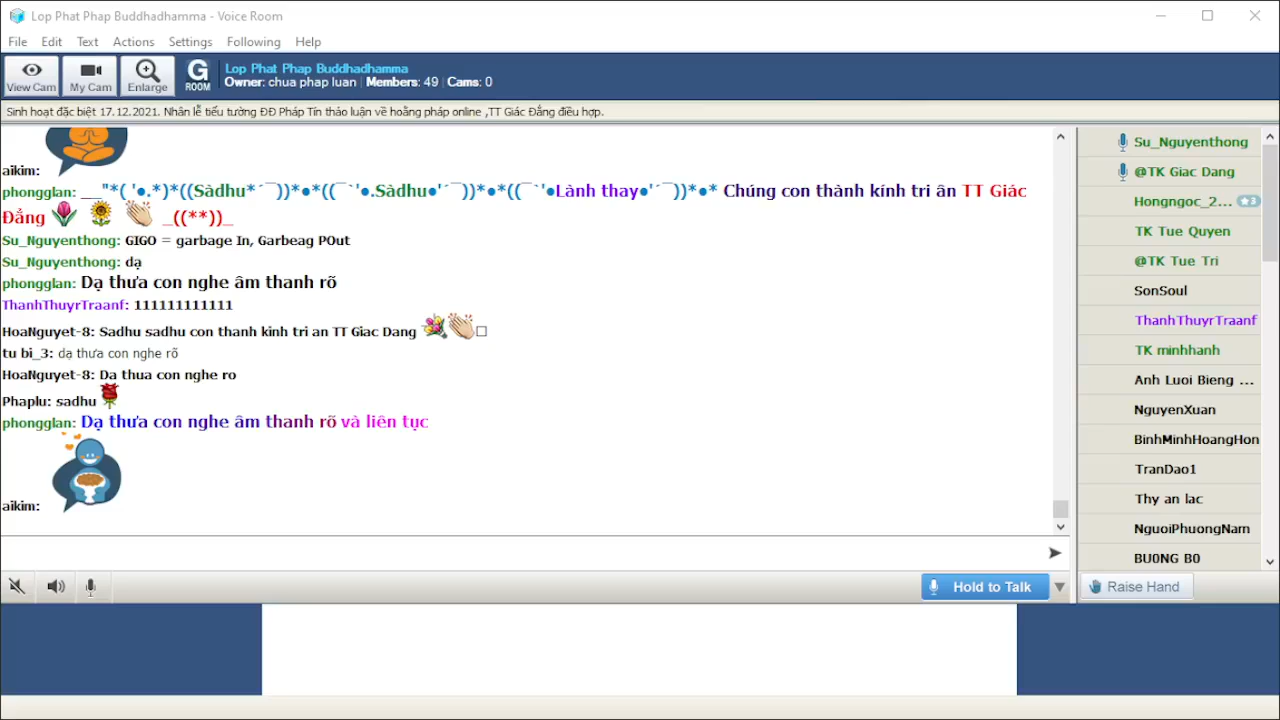 Lop Phat Phap Buddhadhamma - Voice Room
File Edit Text Actions Settings Following Help
View Cam My Cam Enlarge G ROOM
Lop Phat Phap Buddhadhamma
Owner: chua phap luan | Members: 49 | Cams: 0
Sinh hoạt đặc biệt 17.12.2021. Nhân lễ tiểu tường ĐĐ Pháp Tín thảo luận về hoằng pháp online ,TT Giác Đẳng điều hợp.
aikim:
phongglan: __"*( '●.*)*((Sādhu*´¯))*●*((¯`'●.Sādhu●'´¯))*●*((¯`'●Lành thay●'´¯))*●* Chúng con thành kính tri ân TT Giác
Đẳng _((**))_
Su_Nguyenthong: GIGO = garbage In, Garbeag POut
Su_Nguyenthong: dạ
phongglan: Dạ thưa con nghe âm thanh rõ
ThanhThuyrTraanf: 111111111111
HoaNguyet-8: Sadhu sadhu con thanh kinh tri an TT Giac Dang
tu bi_3: dạ thưa con nghe rõ
HoaNguyet-8: Da thua con nghe ro
Phaplu: sadhu
phongglan: Dạ thưa con nghe âm thanh rõ và liên tục
aikim:
Hold to Talk
Su_Nguyenthong
@TK Giac Dang
Hongngoc_2... 3
TK Tue Quyen
@TK Tue Tri
SonSoul
ThanhThuyrTraanf
TK minhhanh
Anh Luoi Bieng ...
NguyenXuan
BinhMinhHoangHon
TranDao1
Thy an lac
NguoiPhuongNam
BU0NG B0
Raise Hand